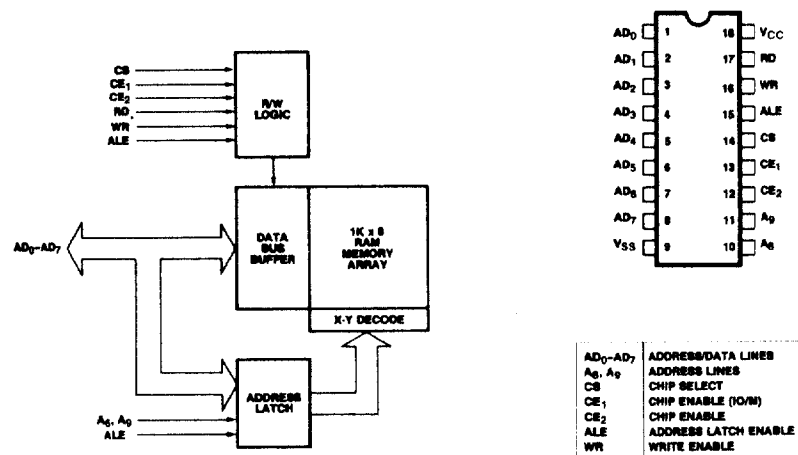 CS
CE1
CE2
RD
WR
ALE
R/W
LOGIC
AD0-AD7
DATA
BUS
BUFFER
1K x 8
RAM
MEMORY
ARRAY
X-Y DECODE
ADDRESS
LATCH
A8, A9
ALE
AD0 1 18 VCC
AD1 2 17 RD
AD2 3 16 WR
AD3 4 15 ALE
AD4 5 14 CS
AD5 6 13 CE1
AD6 7 12 CE2
AD7 8 11 A9
VSS 9 10 A8
AD0-AD7 ADDRESS/DATA LINES
A8, A9 ADDRESS LINES
CS CHIP SELECT
CE1 CHIP ENABLE (IO/M)
CE2 CHIP ENABLE
ALE ADDRESS LATCH ENABLE
WR WRITE ENABLE